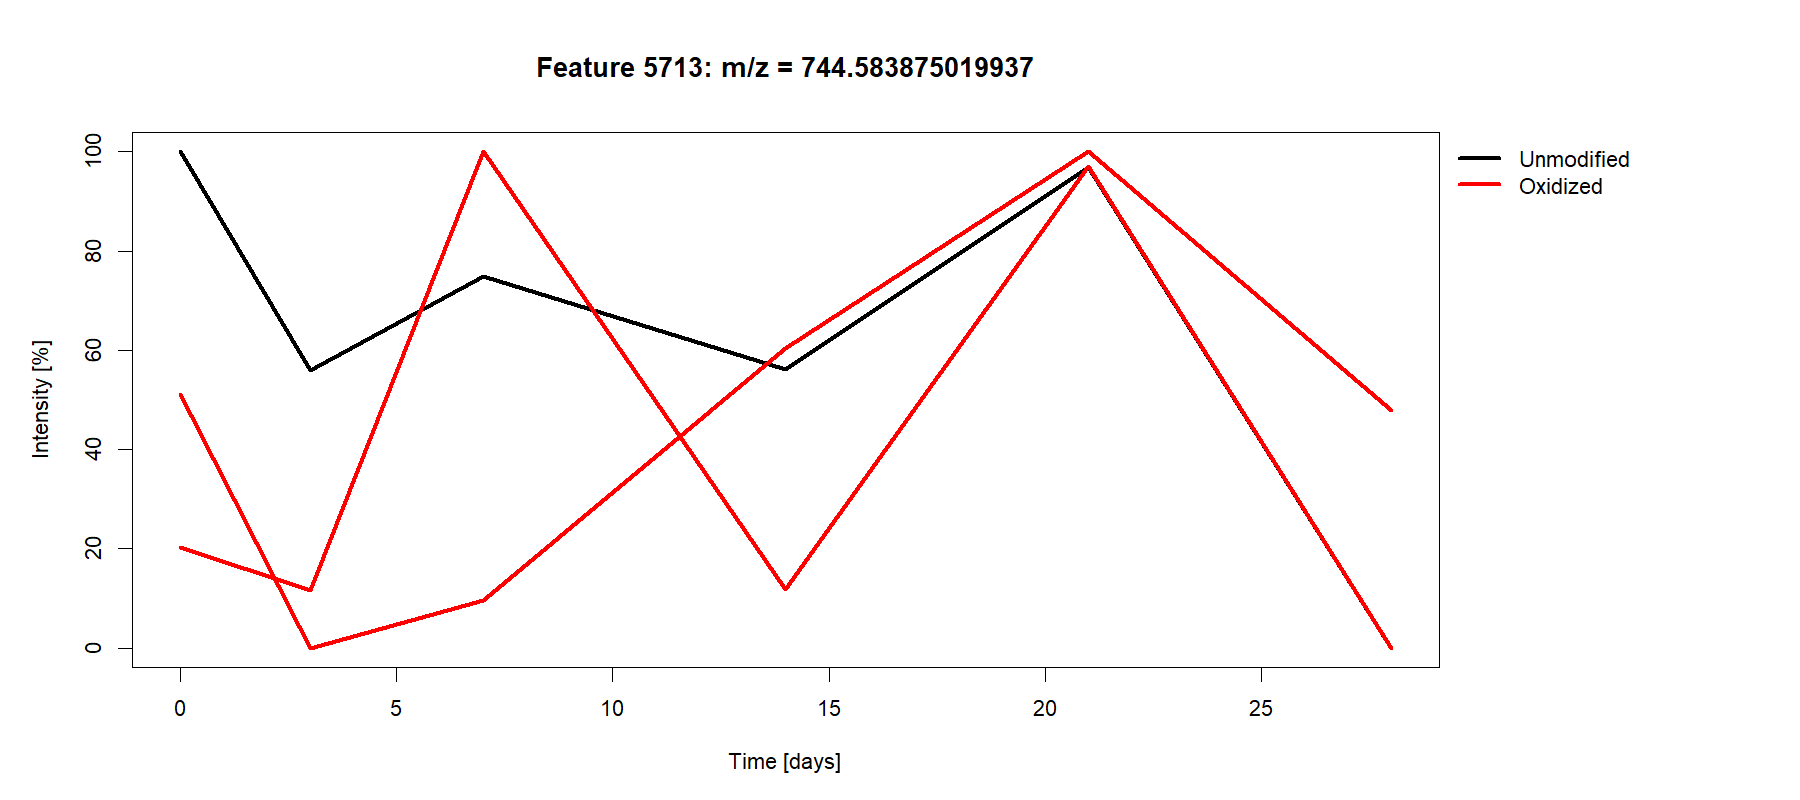 Feature 5713: m/z = 744.583875019937
Unmodified
Oxidized
Intensity [%]
100
80
60
40
20
0
0 5 10 15 20 25
Time [days]